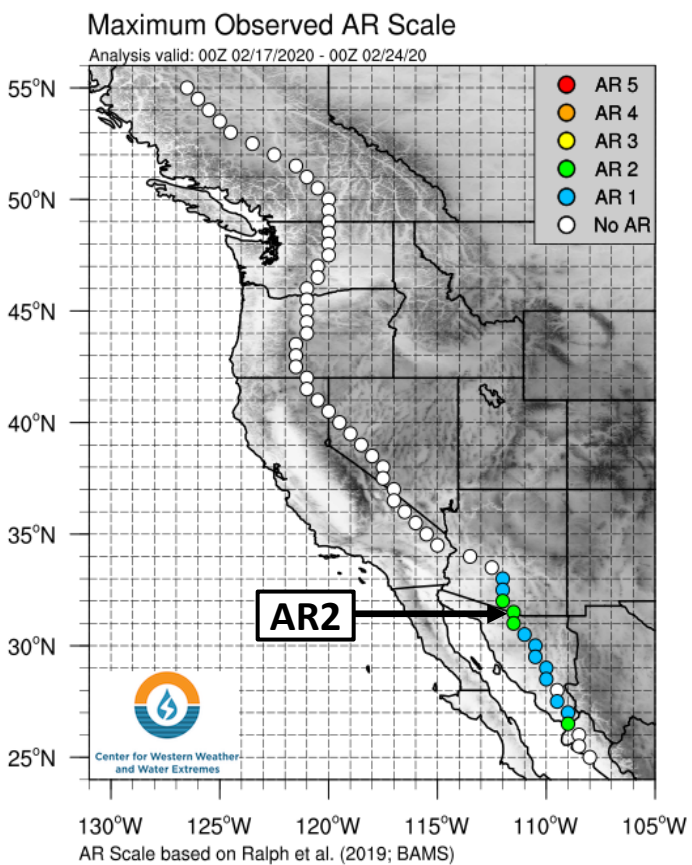 Maximum Observed AR Scale
Analysis valid: 00Z 02/17/2020 - 00Z 02/24/20
AR 5
AR 4
AR 3
AR 2
AR 1
No AR
55°N
50°N
45°N
40°N
35°N
30°N
25°N
AR2
Center for Western Weather
and Water Extremes
130°W 125°W 120°W 115°W 110°W 105°W
AR Scale based on Ralph et al. (2019; BAMS)